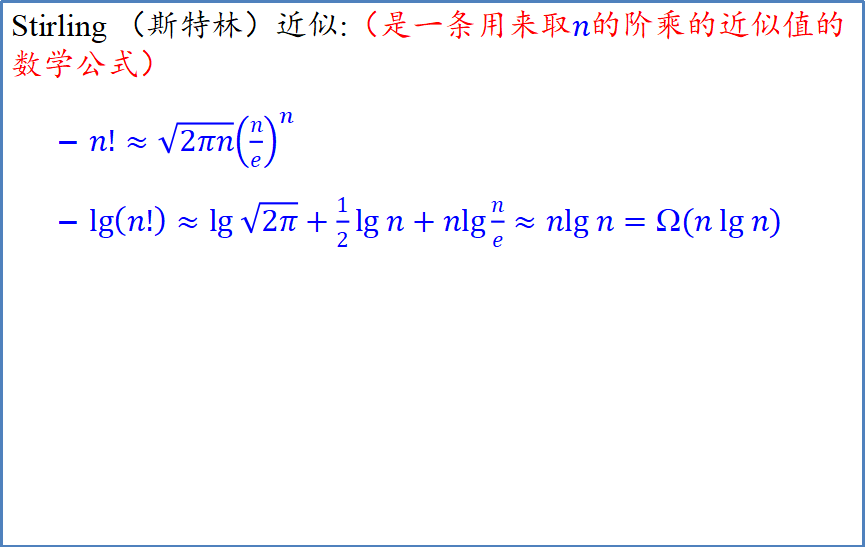 Stirling （斯特林）近似:（是一条用来取n的阶乘的近似值的
数学公式）
– n! ≈ √(2πn)(n/e)^n
– lg(n!) ≈ lg √(2π) + 1/2 lg n + nlg n/e ≈ nlg n = Ω(n lg n)